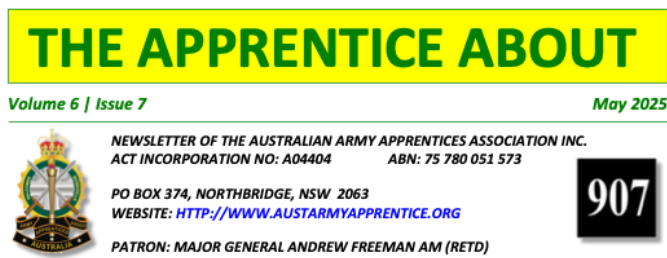 THE APPRENTICE ABOUT
Volume 6 | Issue 7 May 2025
NEWSLETTER OF THE AUSTRALIAN ARMY APPRENTICES ASSOCIATION INC.
ACT INCORPORATION NO: A04404 ABN: 75 780 051 573
PO BOX 374, NORTHBRIDGE, NSW 2063
WEBSITE: HTTP://WWW.AUSTARMYAPPRENTICE.ORG
PATRON: MAJOR GENERAL ANDREW FREEMAN AM (RETD)
907
AUSTRALIA